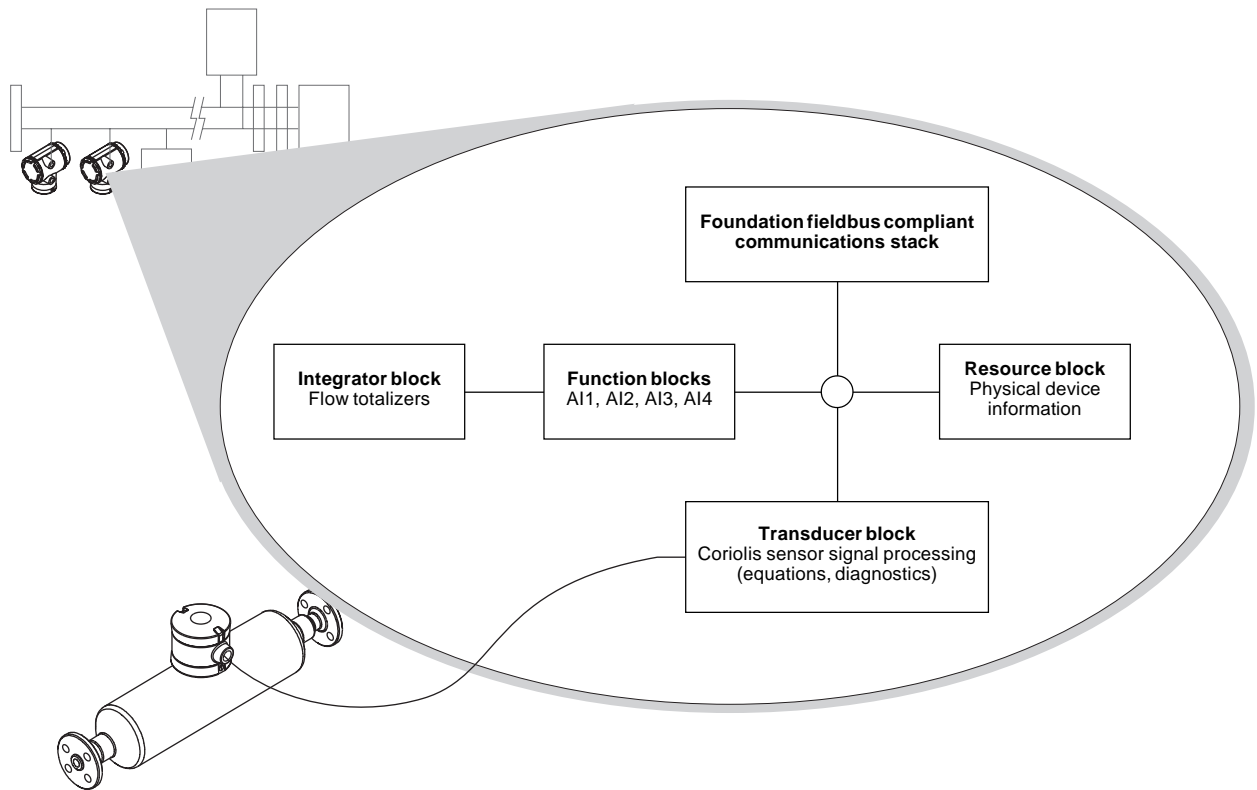 Foundation fieldbus compliant
communications stack
Integrator block
Flow totalizers
Function blocks
AI1, AI2, AI3, AI4
Resource block
Physical device
information
Transducer block
Coriolis sensor signal processing
(equations, diagnostics)